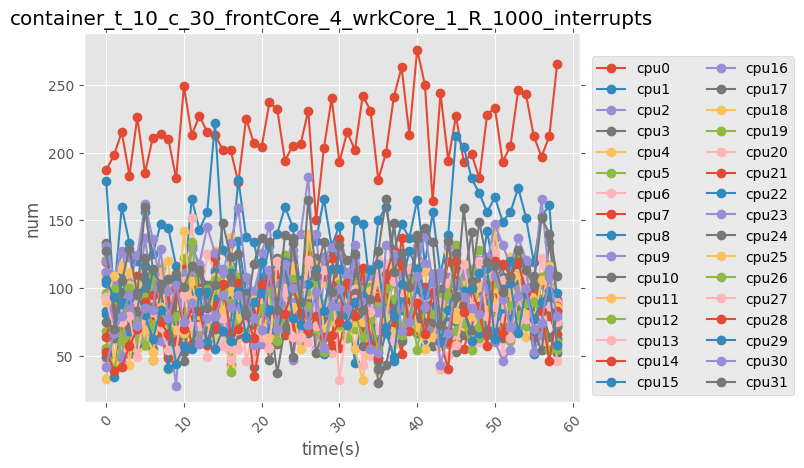 container_t_10_c_30_frontCore_4_wrkCore_1_R_1000_interrupts
num
250
200
150
100
50
0
10
20
30
40
50
60
time(s)
cpu0
cpu1
cpu2
cpu3
cpu4
cpu5
cpu6
cpu7
cpu8
cpu9
cpu10
cpu11
cpu12
cpu13
cpu14
cpu15
cpu16
cpu17
cpu18
cpu19
cpu20
cpu21
cpu22
cpu23
cpu24
cpu25
cpu26
cpu27
cpu28
cpu29
cpu30
cpu31